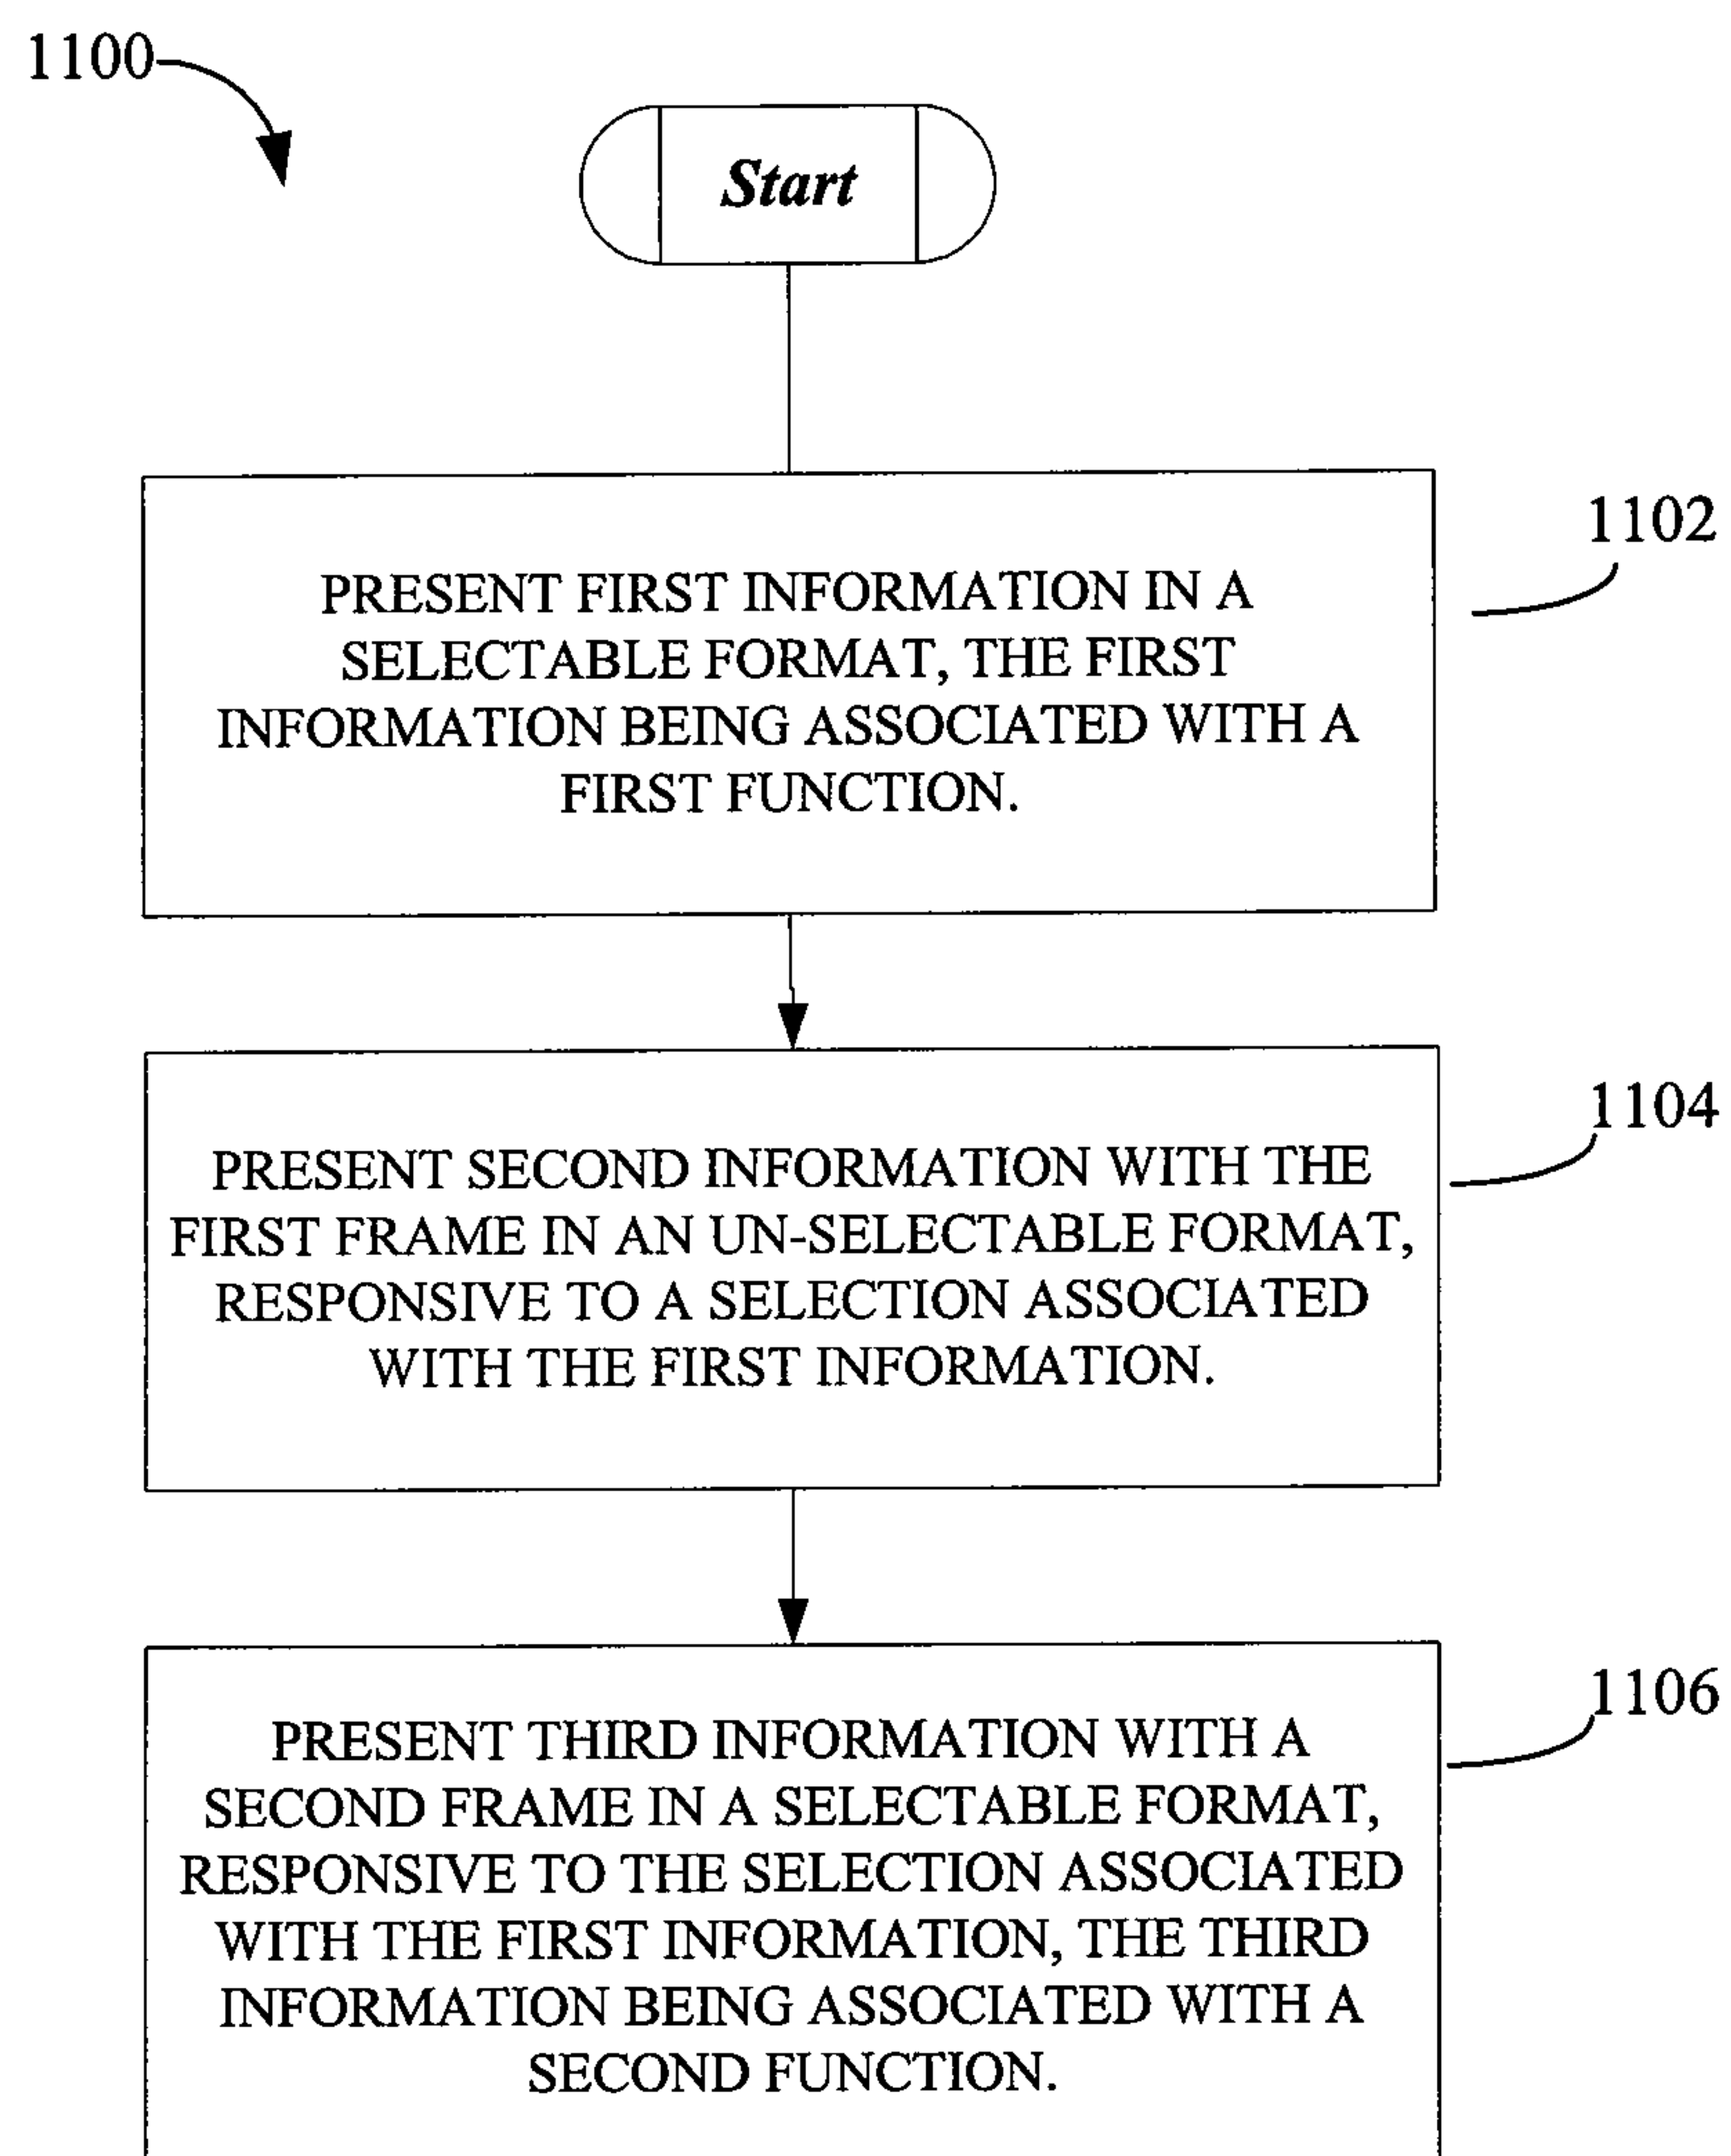 1100
Start
1102
PRESENT FIRST INFORMATION IN A
SELECTABLE FORMAT, THE FIRST
INFORMATION BEING ASSOCIATED WITH A
FIRST FUNCTION.
1104
PRESENT SECOND INFORMATION WITH THE
FIRST FRAME IN AN UN-SELECTABLE FORMAT,
RESPONSIVE TO A SELECTION ASSOCIATED
WITH THE FIRST INFORMATION.
1106
PRESENT THIRD INFORMATION WITH A
SECOND FRAME IN A SELECTABLE FORMAT,
RESPONSIVE TO THE SELECTION ASSOCIATED
WITH THE FIRST INFORMATION, THE THIRD
INFORMATION BEING ASSOCIATED WITH A
SECOND FUNCTION.